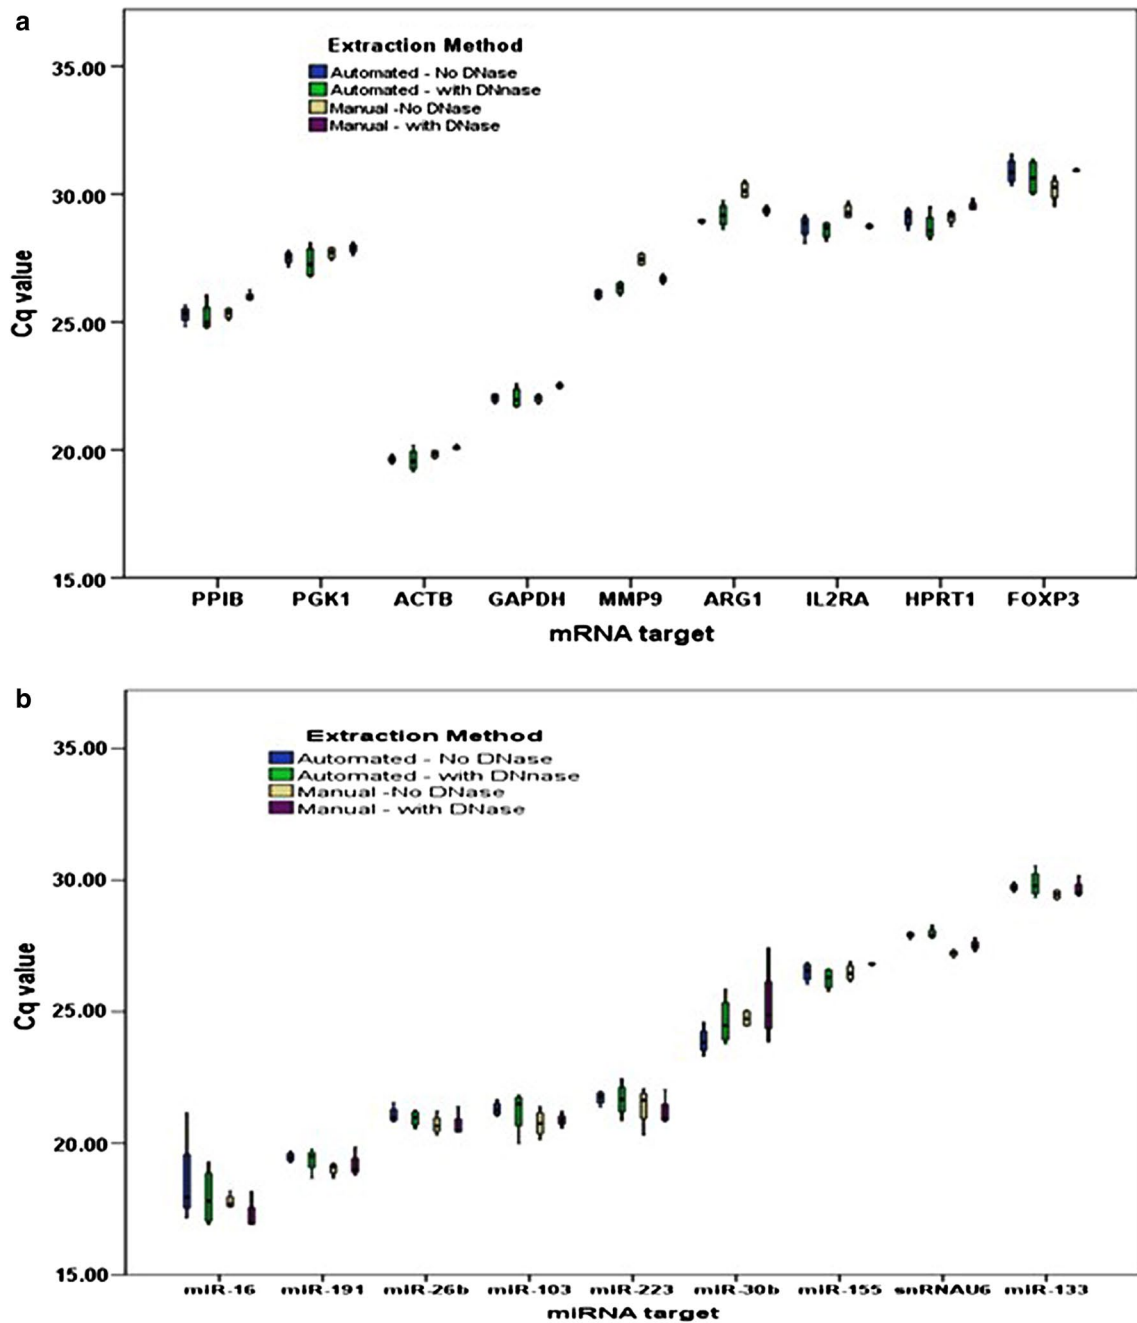 a
Extraction Method
Automated - No DNase
Automated - with DNnase
Manual -No DNase
Manual - with DNase
35.00
30.00
25.00
20.00
15.00
Cq value
PPIB PGK1 ACTB GAPDH MMP9 ARG1 IL2RA HPRT1 FOXP3
mRNA target
b
Extraction Method
Automated - No DNase
Automated - with DNnase
Manual -No DNase
Manual - with DNase
35.00
30.00
25.00
20.00
15.00
Cq value
miR-16 miR-191 miR-26b miR-103 miR-223 miR-30b miR-155 snRNAU6 miR-133
miRNA target